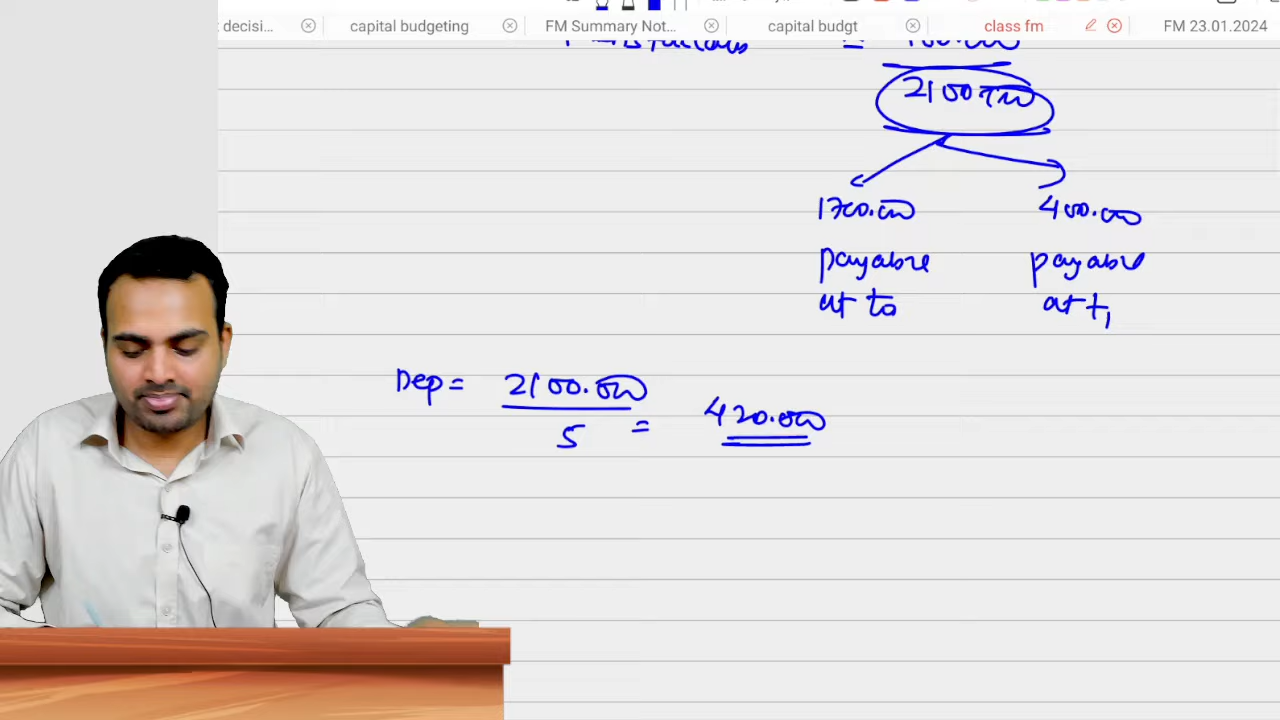 t decisi...
capital budgeting
FM Summary Not...
capital budgt
class fm
FM 23.01.2024
=
2100.000
1700.000
400.000
payable
at t0
payable
at t1
Dep = 2100.000
5
= 420.000